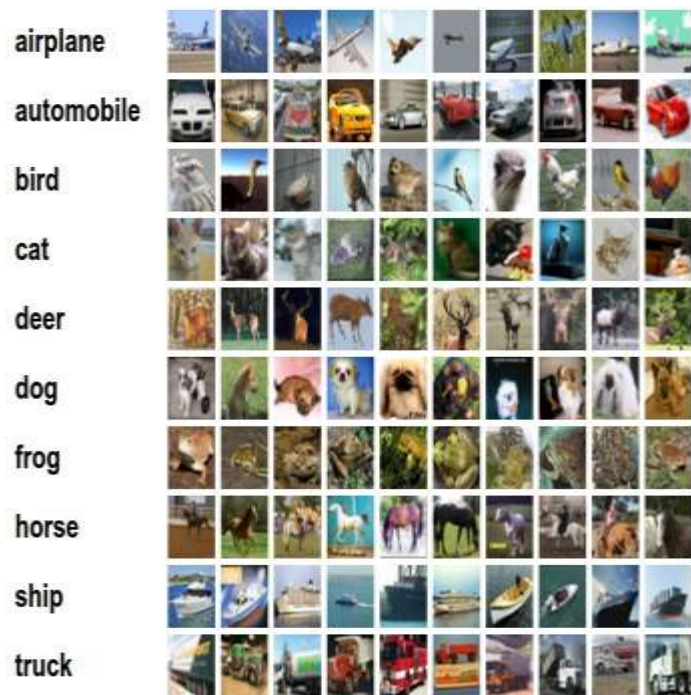 airplane
automobile
bird
cat
deer
dog
frog
horse
ship
truck